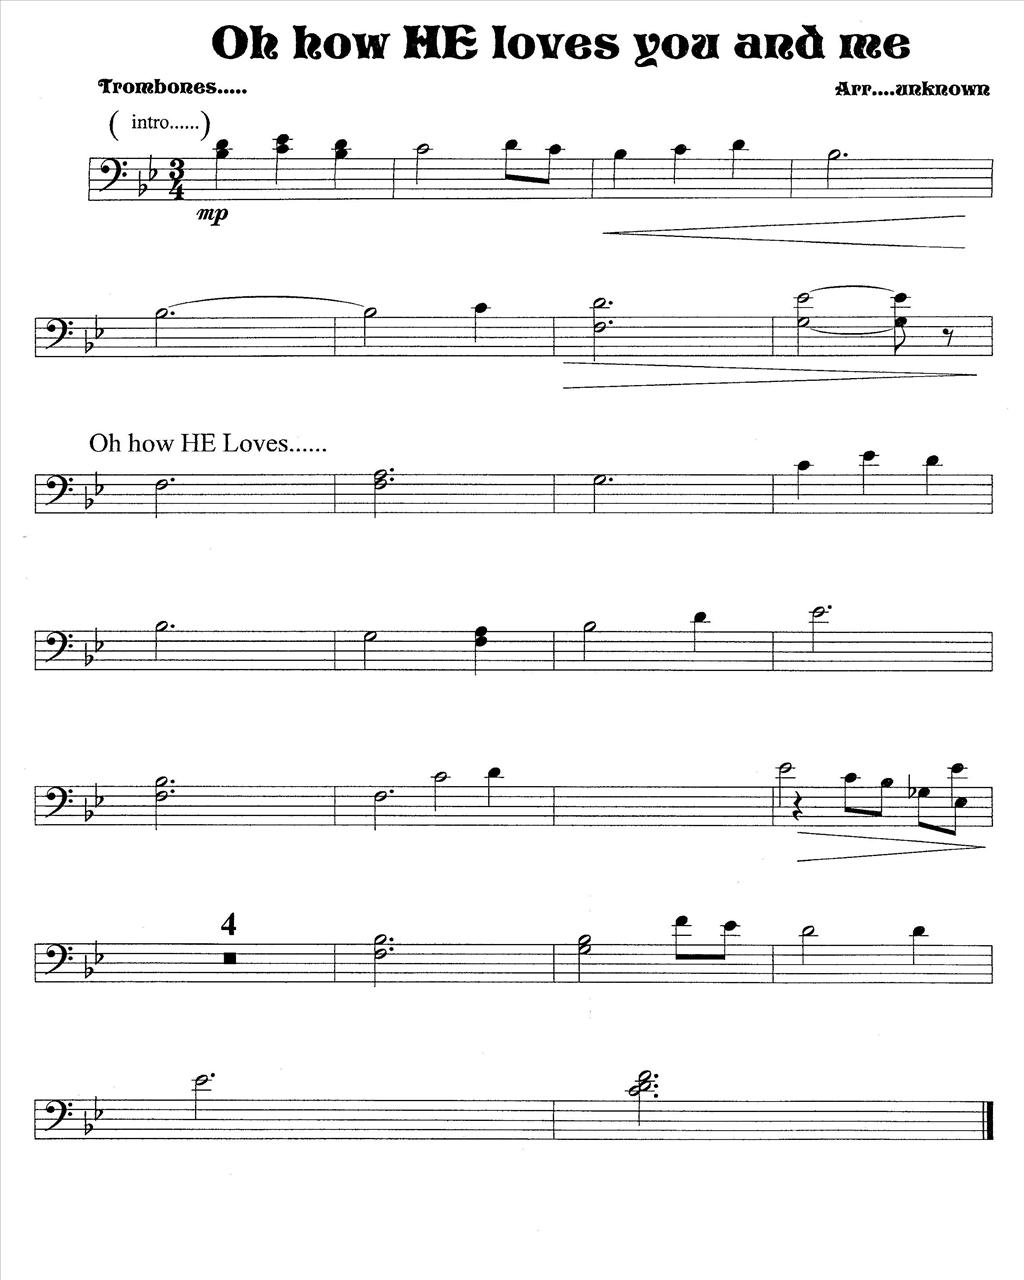 Oh how HE loves you and me
Trombones.....
Arr....unknown
( intro...... )
3
4
mp
Oh how HE Loves......
4